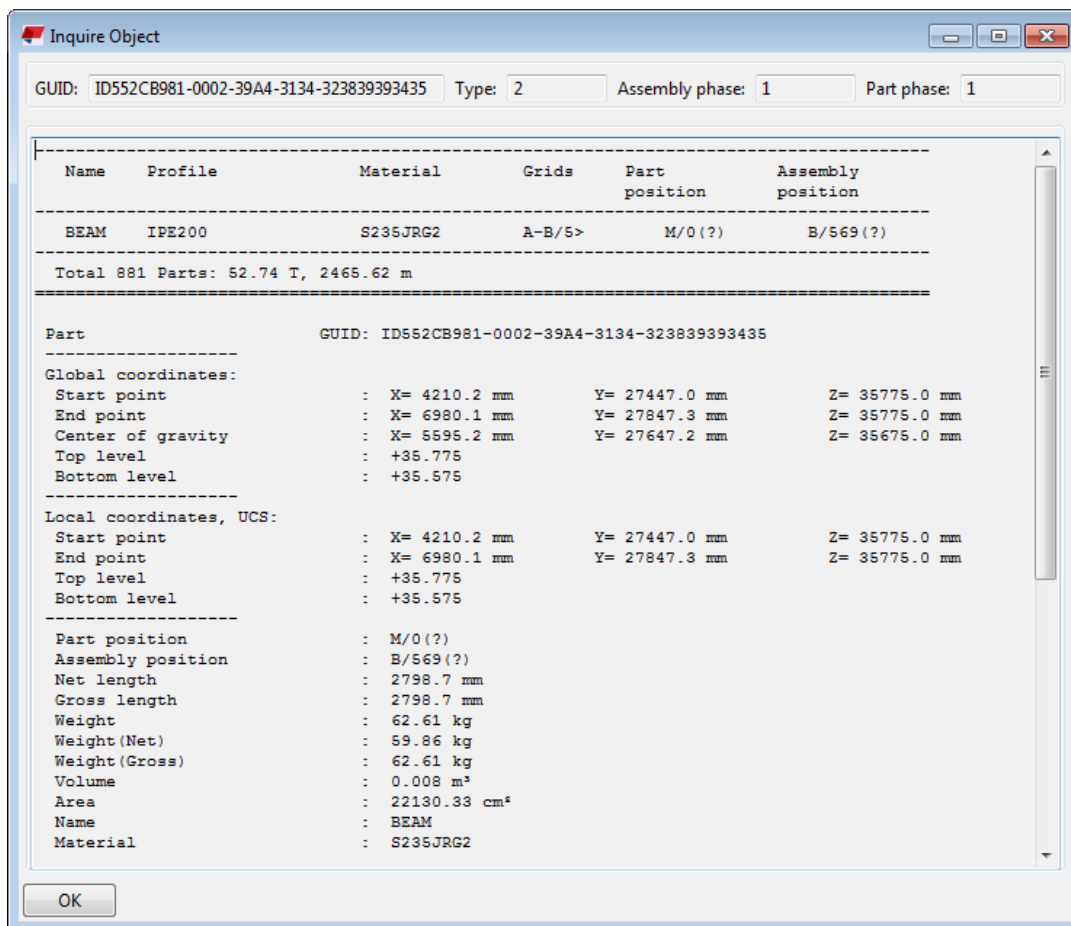 Inquire Object
GUID: ID552CB981-0002-39A4-3134-323839393435 Type: 2 Assembly phase: 1 Part phase: 1
Name Profile Material Grids Part Assembly
position position
BEAM IPE200 S235JRG2 A-B/5> M/0(?) B/569(?)
Total 881 Parts: 52.74 T, 2465.62 m
Part GUID: ID552CB981-0002-39A4-3134-323839393435
Global coordinates:
Start point : X= 4210.2 mm Y= 27447.0 mm Z= 35775.0 mm
End point : X= 6980.1 mm Y= 27847.3 mm Z= 35775.0 mm
Center of gravity : X= 5595.2 mm Y= 27647.2 mm Z= 35675.0 mm
Top level : +35.775
Bottom level : +35.575
Local coordinates, UCS:
Start point : X= 4210.2 mm Y= 27447.0 mm Z= 35775.0 mm
End point : X= 6980.1 mm Y= 27847.3 mm Z= 35775.0 mm
Top level : +35.775
Bottom level : +35.575
Part position : M/0(?)
Assembly position : B/569(?)
Net length : 2798.7 mm
Gross length : 2798.7 mm
Weight : 62.61 kg
Weight(Net) : 59.86 kg
Weight(Gross) : 62.61 kg
Volume : 0.008 m³
Area : 22130.33 cm²
Name : BEAM
Material : S235JRG2
OK